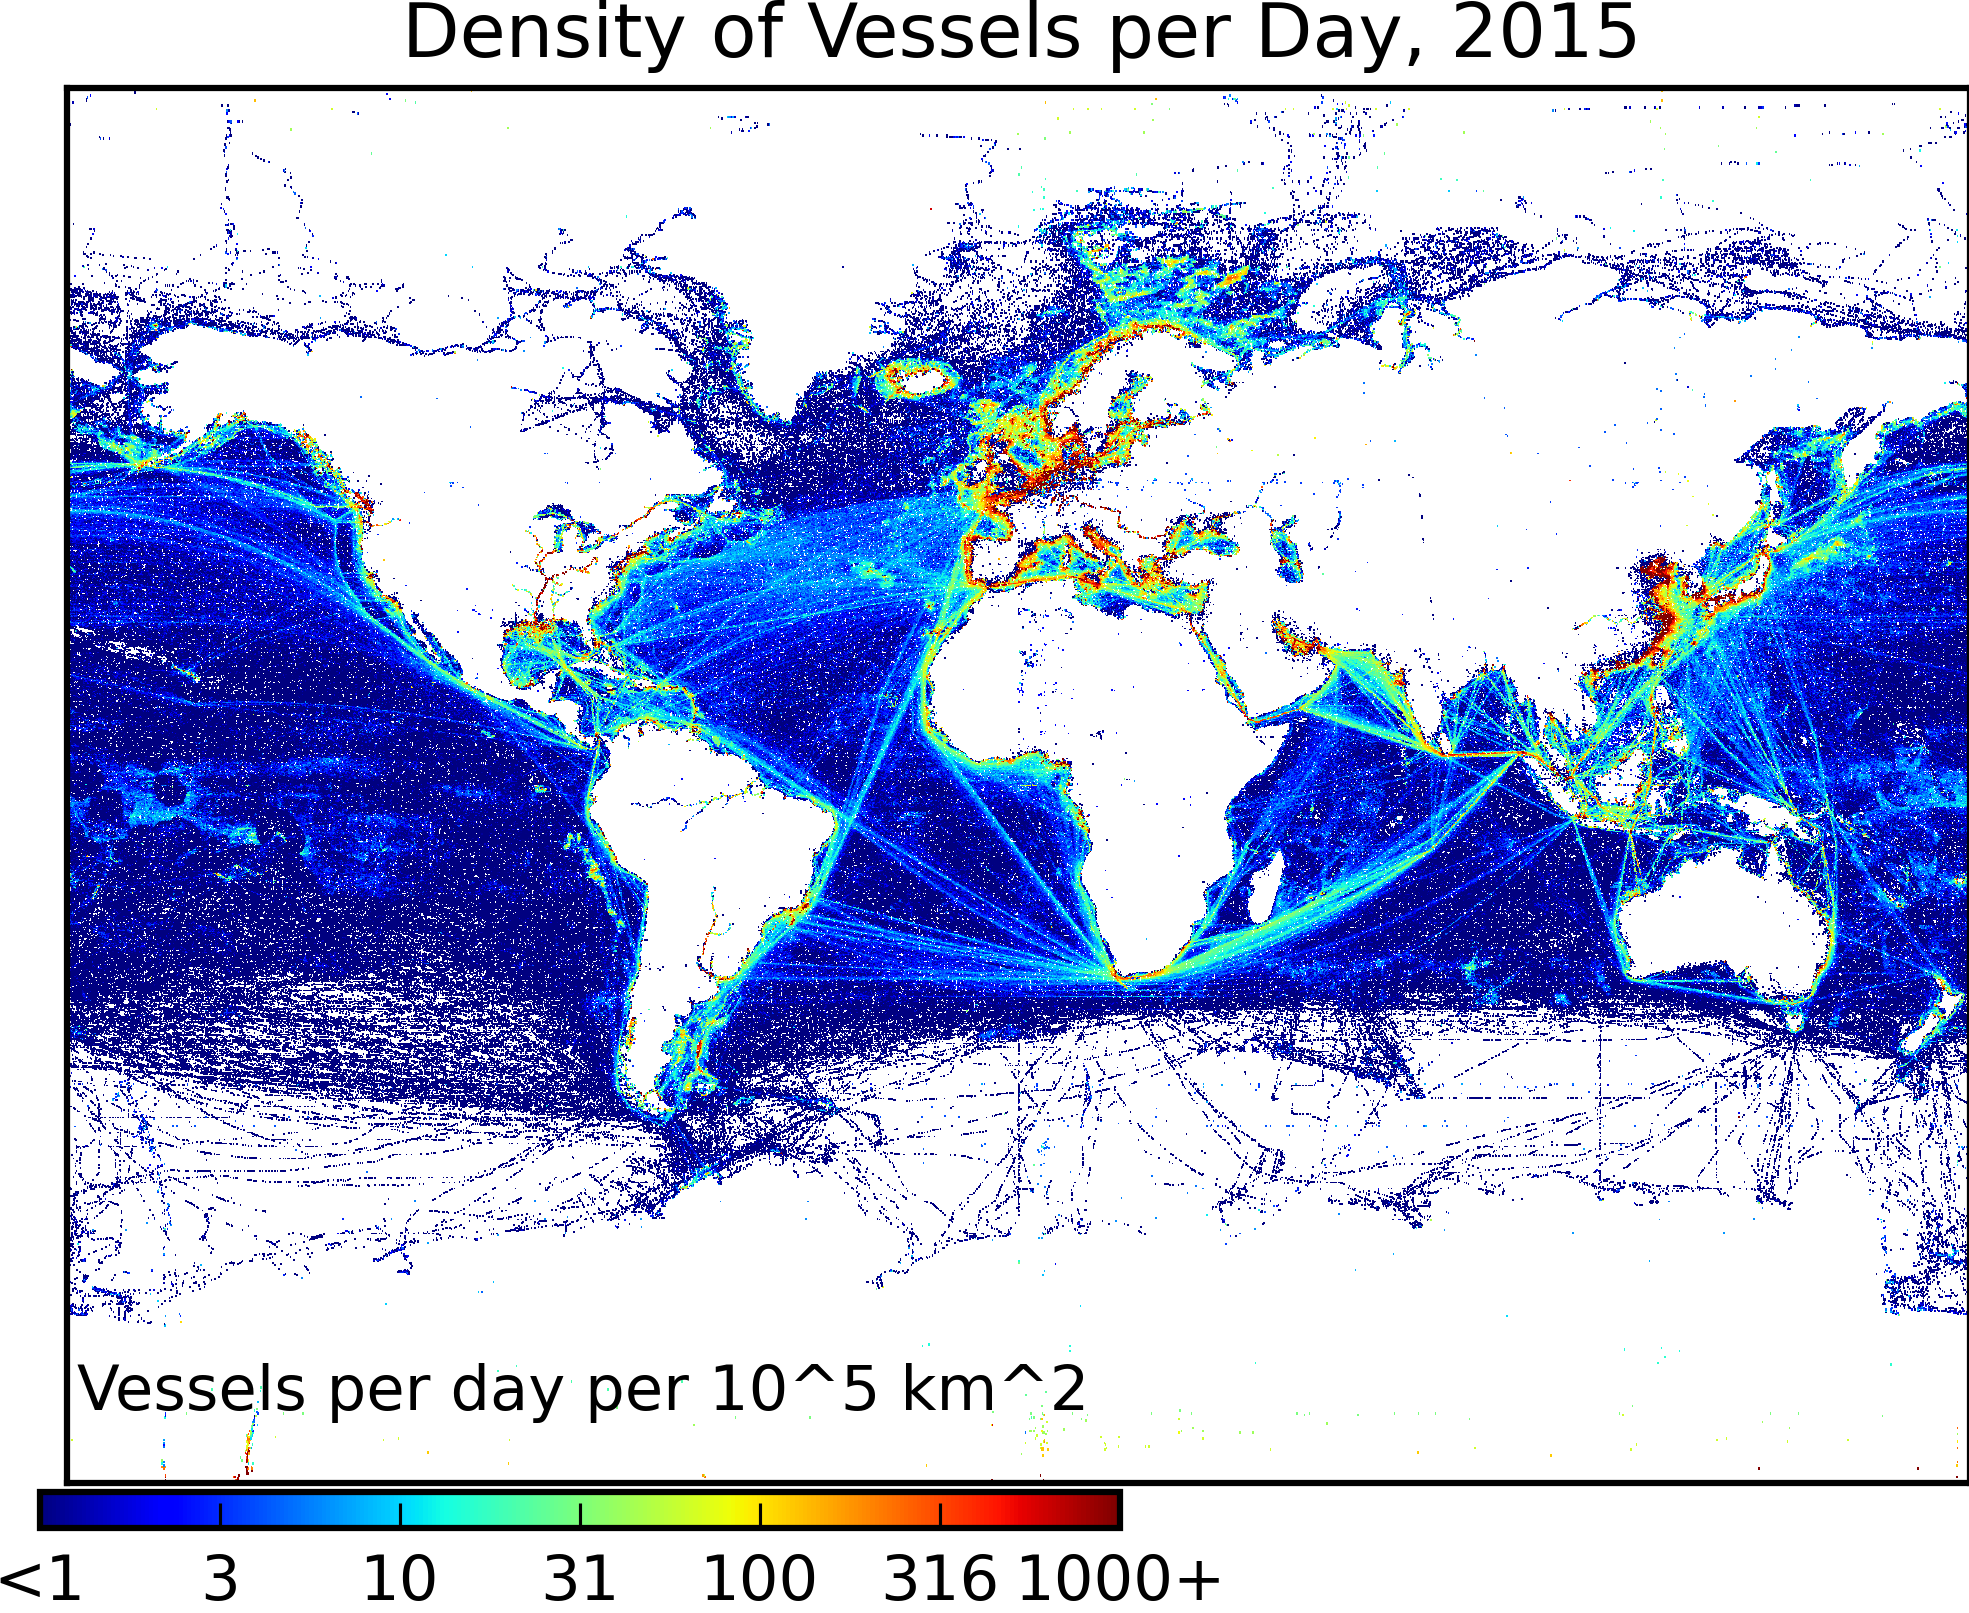 Density of Vessels per Day, 2015
Vessels per day per 10^5 km^2
<1 3 10 31 100 316 1000+